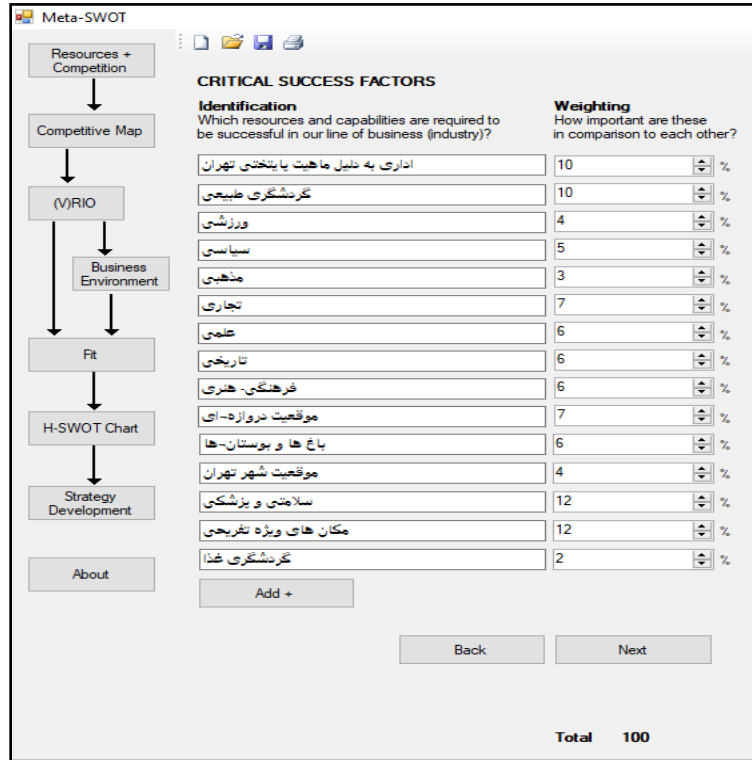 Meta-SWOT
Resources +
Competition
Competitive Map
(V)RIO
Business
Environment
Fit
H-SWOT Chart
Strategy
Development
About
CRITICAL SUCCESS FACTORS
Identification
Which resources and capabilities are required to
be successful in our line of business (industry)?
Weighting
How important are these
in comparison to each other?
اداری به دلیل ماهیت پایتختی تهران 10 %
گردشگری طبیعی 10 %
ورزشی 4 %
سیاسی 5 %
مذهبی 3 %
تجاری 7 %
علمی 6 %
تاریخی 6 %
فرهنگی- هنری 6 %
موقعیت دروازه¬ای 7 %
باغ ها و بوستان¬ها 6 %
موقعیت شهر تهران 4 %
سلامتی و پزشکی 12 %
مکان های ویژه تفریحی 12 %
گردشگری غذا 2 %
Add +
Back Next
Total 100